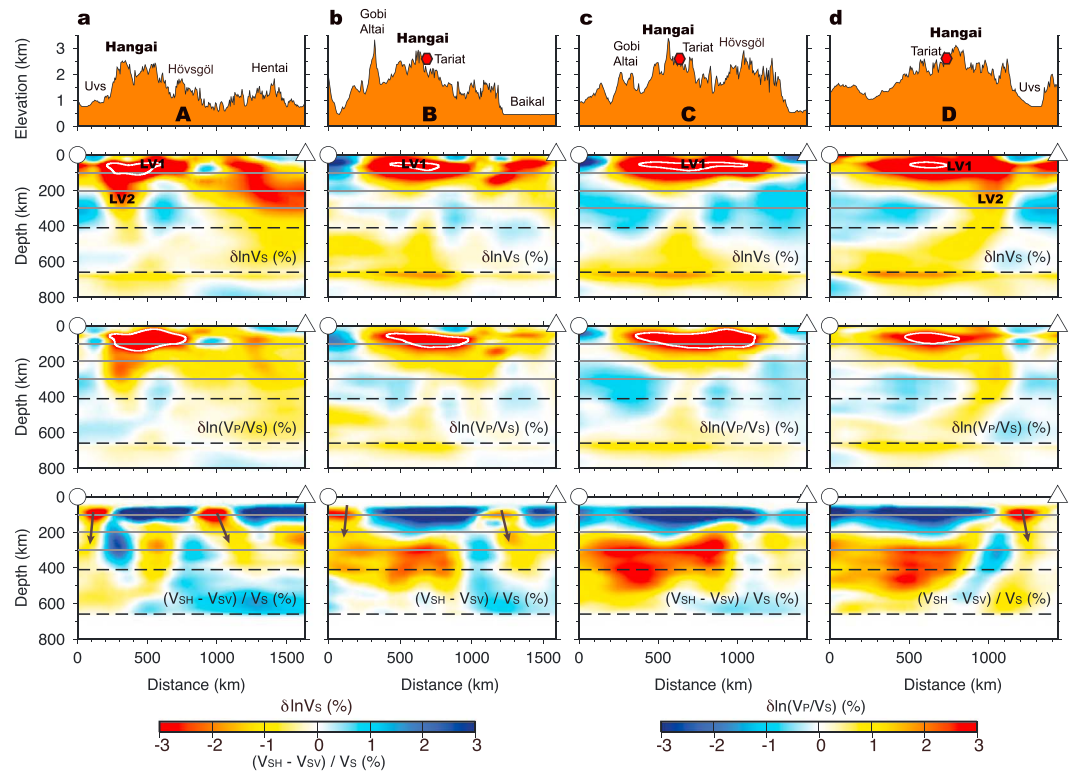 a b c d
Elevation (km)
3
2
1
0
Uvs
Hangai
Hövsgöl
Hentai
A
Gobi
Altai
Hangai
Tariat
Baikal
B
Gobi
Altai
Hangai
Tariat
Hövsgöl
C
Tariat
Hangai
Uvs
D
Depth (km)
0
200
400
600
800
LV1
LV2
δlnVS (%)
LV1
δlnVS (%)
LV1
δlnVS (%)
LV1
LV2
δlnVS (%)
Depth (km)
0
200
400
600
800
δln(VP/VS) (%)
δln(VP/VS) (%)
δln(VP/VS) (%)
δln(VP/VS) (%)
Depth (km)
0
200
400
600
800
(VSH - VSV) / VS (%)
(VSH - VSV) / VS (%)
(VSH - VSV) / VS (%)
(VSH - VSV) / VS (%)
0 500 1000 1500
0 500 1000 1500
0 500 1000
0 500 1000
Distance (km)
Distance (km)
Distance (km)
Distance (km)
δlnVS (%)
-3 -2 -1 0 1 2 3
(VSH - VSV) / VS (%)
δln(VP/VS) (%)
-3 -2 -1 0 1 2 3